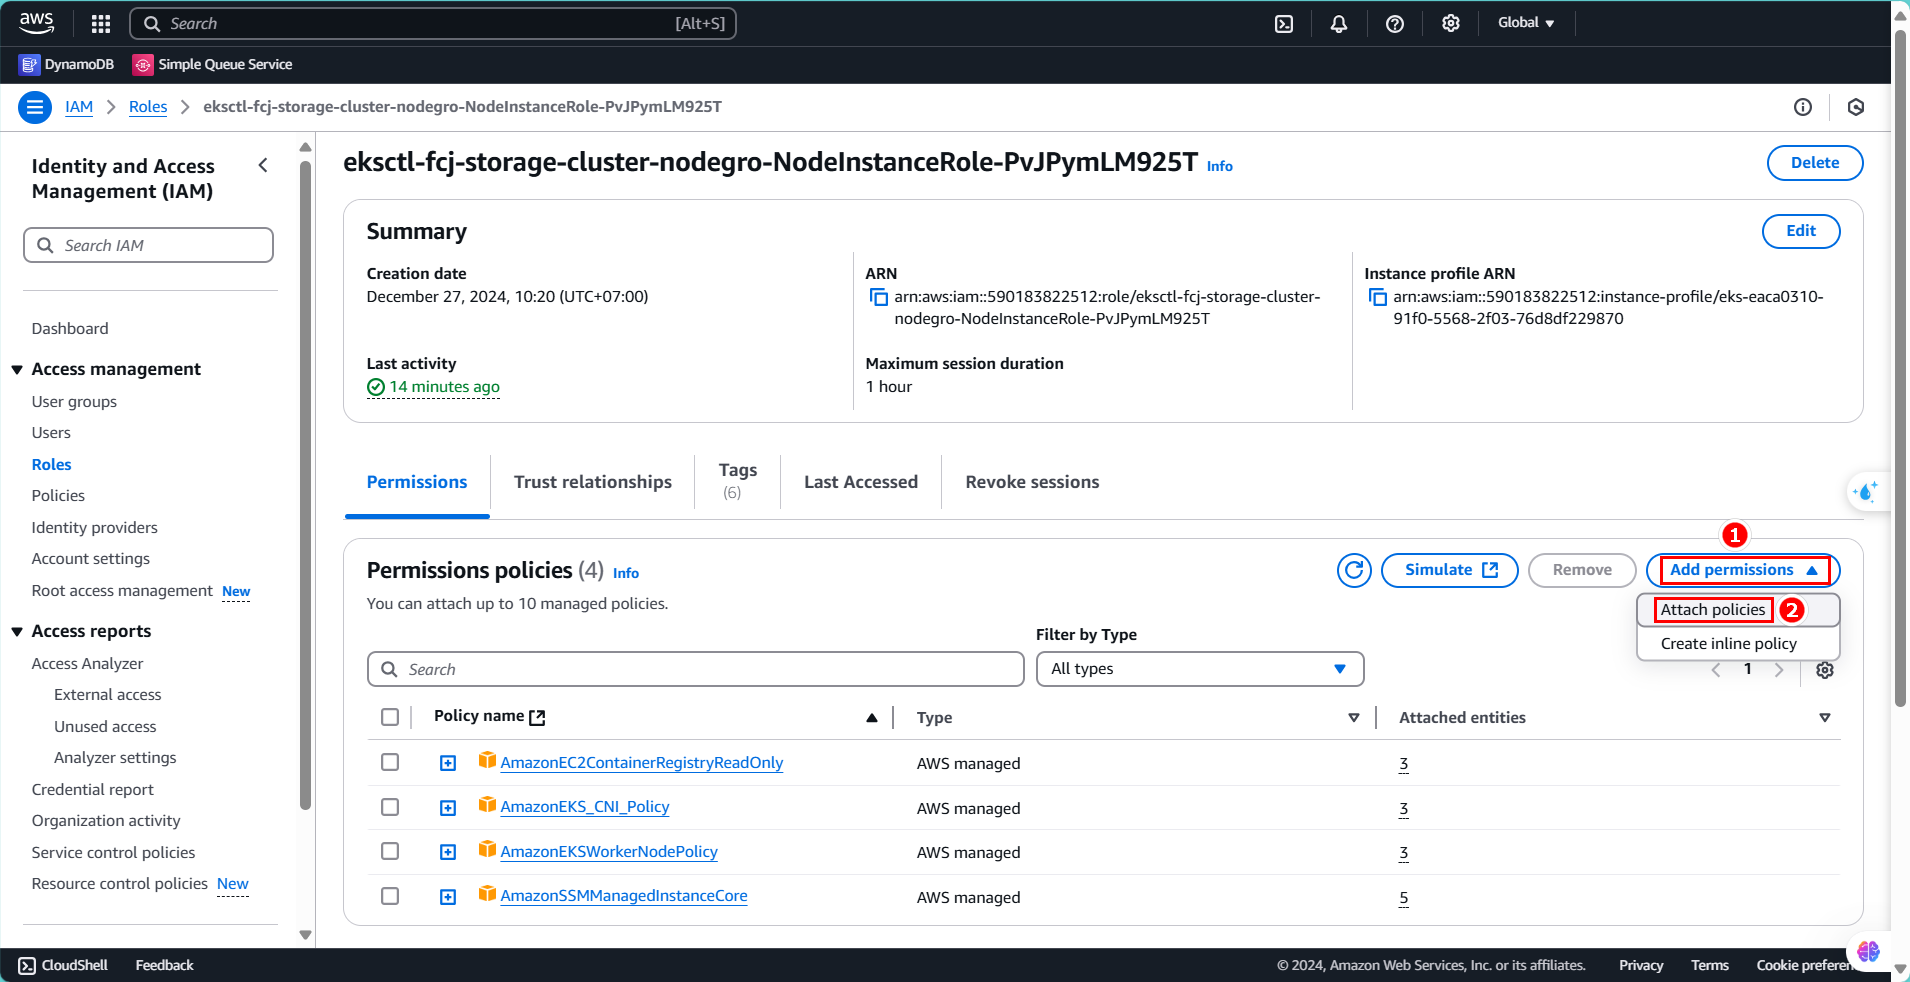 aws
Search
[Alt+S]
Global
DynamoDB
Simple Queue Service
IAM
Roles
eksctl-fcj-storage-cluster-nodegro-NodeInstanceRole-PvJPymLM925T
Identity and Access
Management (IAM)
Search IAM
Dashboard
Access management
User groups
Users
Roles
Policies
Identity providers
Account settings
Root access management New
Access reports
Access Analyzer
External access
Unused access
Analyzer settings
Credential report
Organization activity
Service control policies
Resource control policies New
eksctl-fcj-storage-cluster-nodegro-NodeInstanceRole-PvJPymLM925T Info
Delete
Summary
Edit
Creation date
December 27, 2024, 10:20 (UTC+07:00)
Last activity
14 minutes ago
ARN
arn:aws:iam::590183822512:role/eksctl-fcj-storage-cluster-
nodegro-NodeInstanceRole-PvJPymLM925T
Maximum session duration
1 hour
Instance profile ARN
arn:aws:iam::590183822512:instance-profile/eks-eaca0310-
91f0-5568-2f03-76d8df229870
Permissions
Trust relationships
Tags
(6)
Last Accessed
Revoke sessions
1
Permissions policies (4) Info
Simulate
Remove
Add permissions
You can attach up to 10 managed policies.
Attach policies
2
Create inline policy
Filter by Type
Search
All types
1
Policy name
Type
Attached entities
AmazonEC2ContainerRegistryReadOnly
AWS managed
3
AmazonEKS_CNI_Policy
AWS managed
3
AmazonEKSWorkerNodePolicy
AWS managed
3
AmazonSSMManagedInstanceCore
AWS managed
5
CloudShell
Feedback
© 2024, Amazon Web Services, Inc. or its affiliates.
Privacy
Terms
Cookie